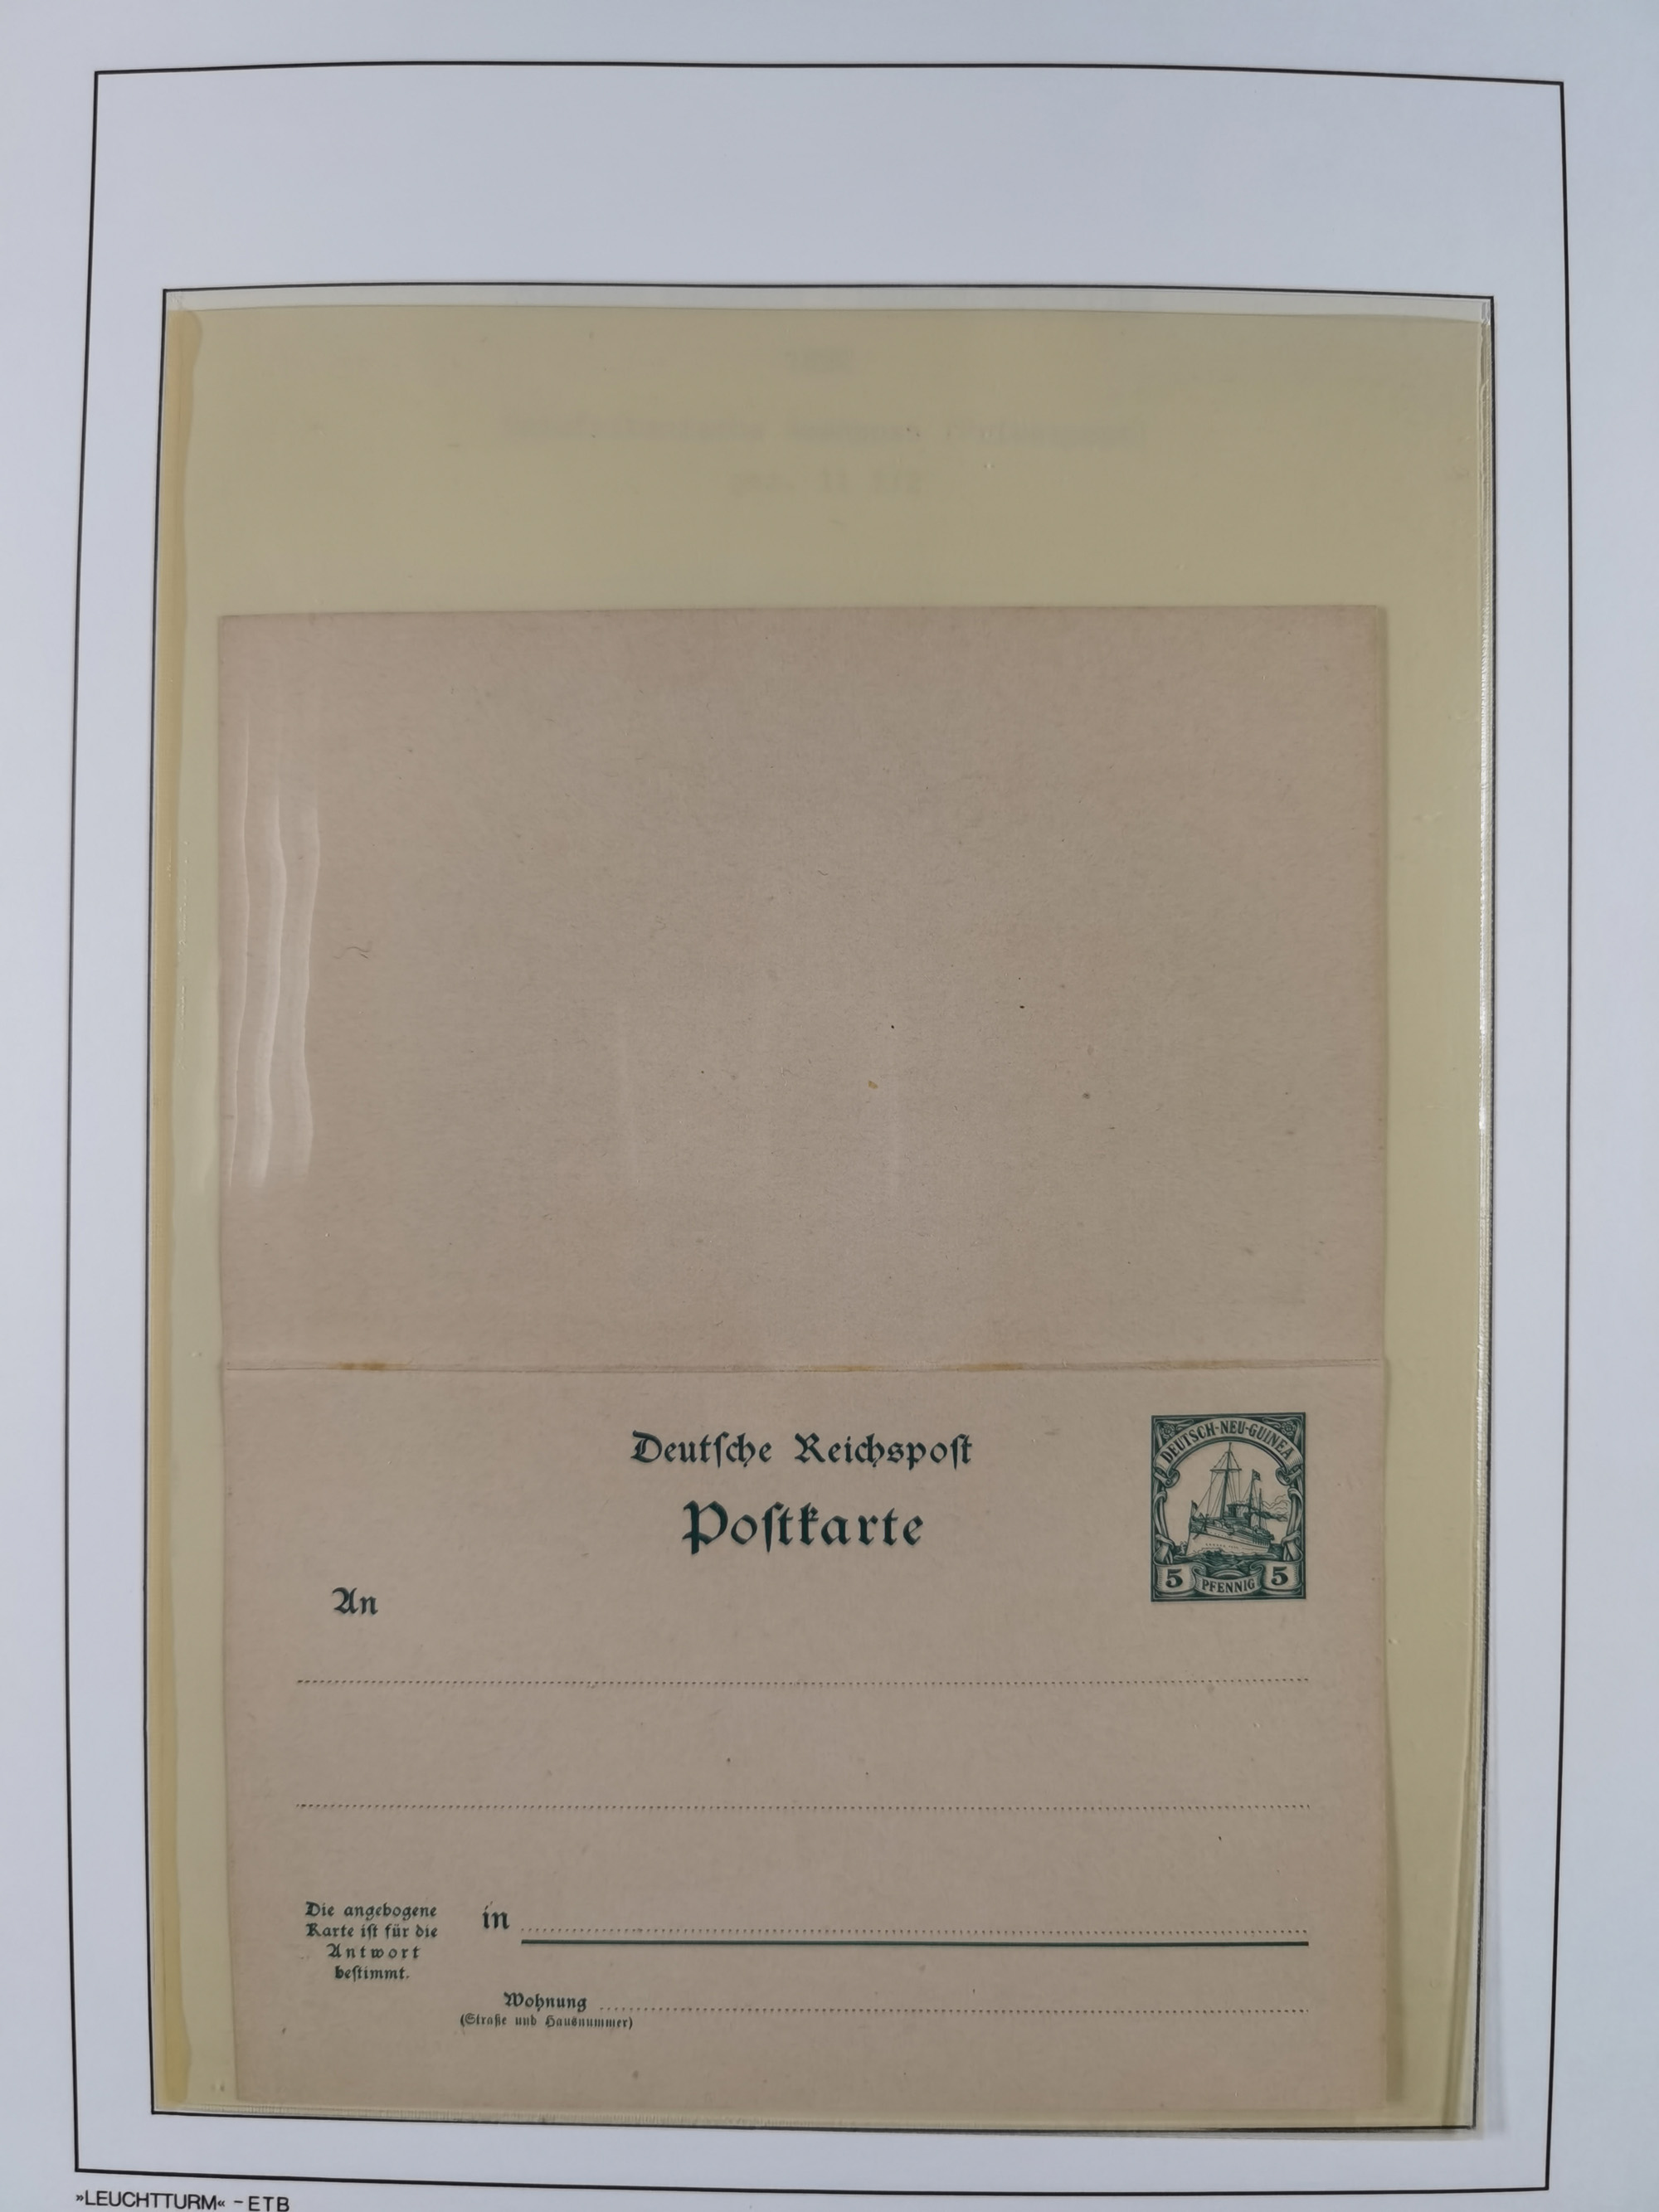 Deutſche Reichspoſt
DEUTSCH-NEU-GUINEA
Poſtkarte
5 PFENNIG 5
An
Die angebogene
Karte iſt für die
Antwort
beſtimmt.
in
Wohnung
(Straße und Hausnummer)
»LEUCHTTURM« - ETB